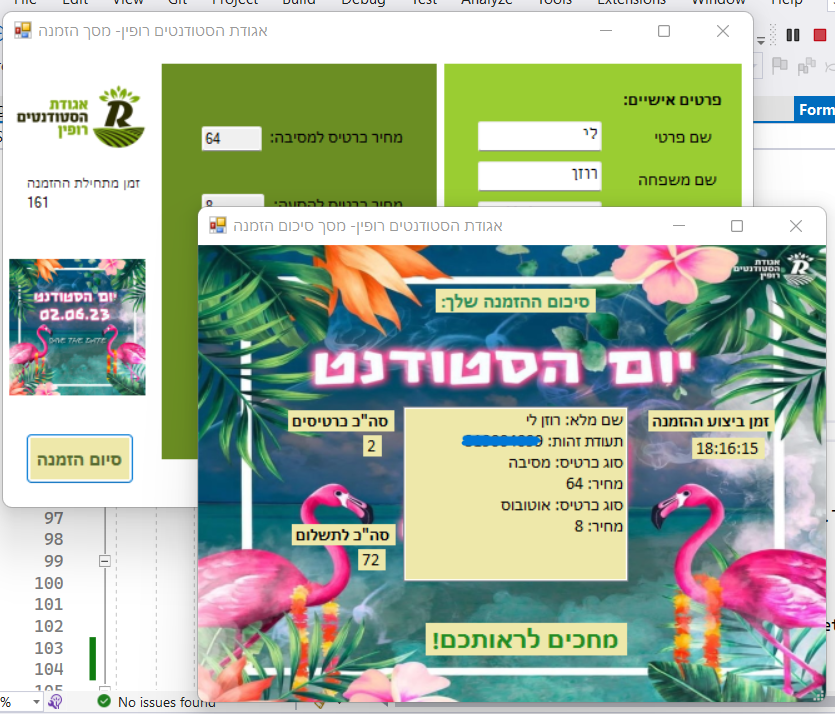 File Edit View Git Project Build Debug Test Analyze Tools Extensions Window Help
אגודת הסטודנטים רופין- מסך הזמנה
Form
אגודת
הסטודנטים
רופין
זמן מתחילת ההזמנה
161
יום הסטודנט
02.06.23
SAVE THE DATE
סיום הזמנה
מחיר כרטיס למסיבה: 64
מחיר כרטיס להסעה: 8
פרטים אישיים:
שם פרטי לי
שם משפחה רוזן
אגודת הסטודנטים רופין- מסך סיכום הזמנה
אגודת
הסטודנטים
רופין
סיכום ההזמנה שלך:
יום הסטודנט
זמן ביצוע ההזמנה
18:16:15
שם מלא: רוזן לי
תעודת זהות:
סוג כרטיס: מסיבה
מחיר: 64
סוג כרטיס: אוטובוס
מחיר: 8
סה"כ כרטיסים
2
סה"כ לתשלום
72
מחכים לראותכם!
97
98
99
100
101
102
103
104
105
% No issues found